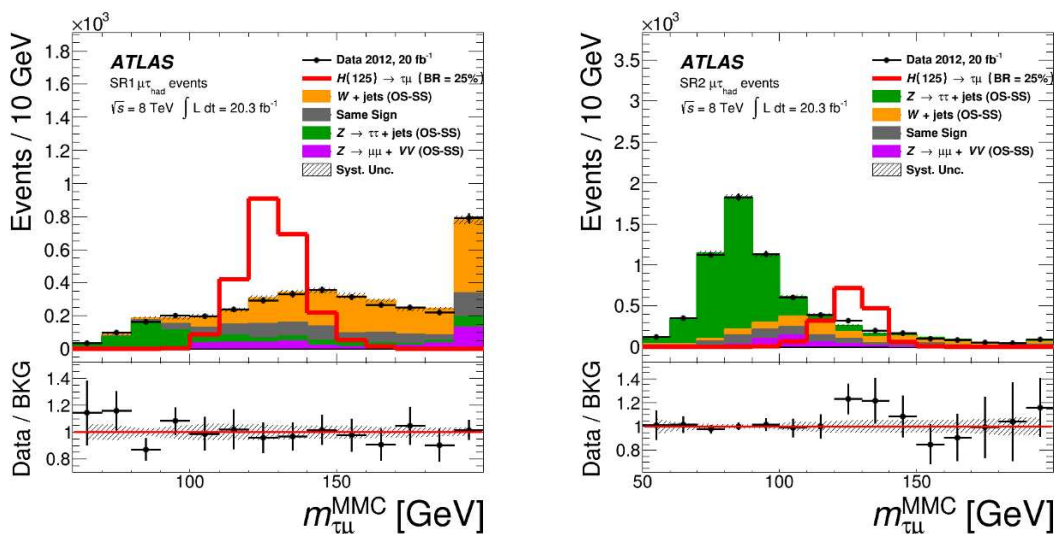 ×10³
Events / 10 GeV
1.8
1.6
1.4
1.2
1
0.8
0.6
0.4
0.2
0
ATLAS
SR1 μτhad events
√s = 8 TeV ∫ L dt = 20.3 fb⁻¹
Data 2012, 20 fb⁻¹
H{125} → τμ (BR = 25%)
W + jets (OS-SS)
Same Sign
Z → ττ + jets (OS-SS)
Z → μμ + VV (OS-SS)
Syst. Unc.
Data / BKG
1.4
1.2
1
0.8
100
150
m_τμ^MMC [GeV]
×10³
Events / 10 GeV
3.5
3
2.5
2
1.5
1
0.5
0
ATLAS
SR2 μτhad events
√s = 8 TeV ∫ L dt = 20.3 fb⁻¹
Data 2012, 20 fb⁻¹
H{125} → τμ (BR = 25%)
Z → ττ + jets (OS-SS)
W + jets (OS-SS)
Same Sign
Z → μμ + VV (OS-SS)
Syst. Unc.
Data / BKG
1.4
1.2
1
0.8
50
100
150
m_τμ^MMC [GeV]